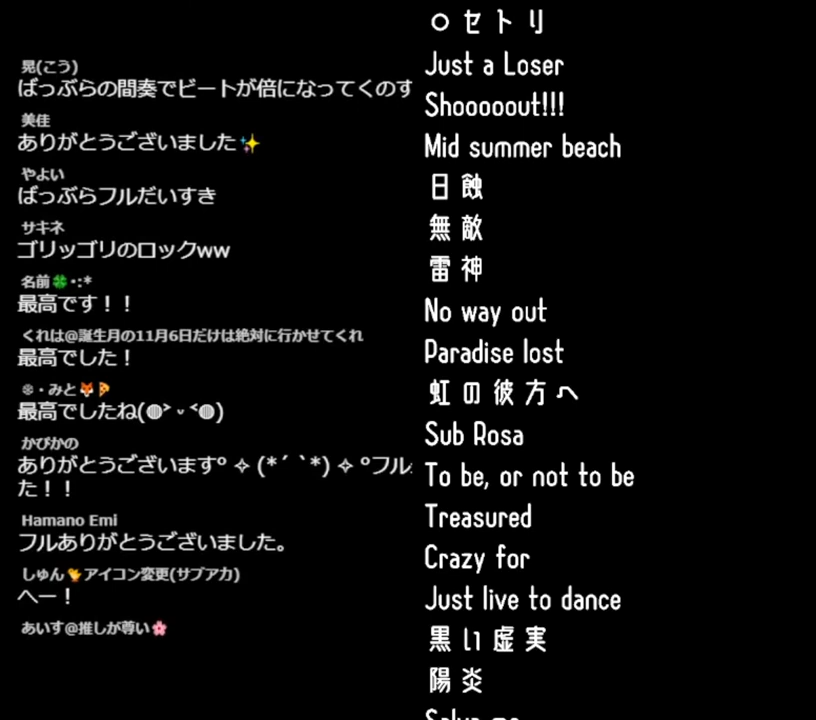 晃(こう)
ばっぶらの間奏でビートが倍になってくのす
美佳
ありがとうございました✨
やよい
ばっぶらフルだいすき
サキネ
ゴリッゴリのロックww
名前🍀･:*
最高です！！
くれは@誕生月の11月6日だけは絶対に行かせてくれ
最高でした！
❄・みと🦊🍕
最高でしたね(◍˃ ᵕ ˂◍)
かぴかの
ありがとうございますº ✧ (*´ `*) ✧ ºフル
た！！
Hamano Emi
フルありがとうございました。
しゅん🐤アイコン変更(サブアカ)
へー！
あいす@推しが尊い🌸
○セトリ
Just a Loser
Shooooout!!!
Mid summer beach
日蝕
無敵
雷神
No way out
Paradise lost
虹の彼方へ
Sub Rosa
To be, or not to be
Treasured
Crazy for
Just live to dance
黒い虚実
陽炎